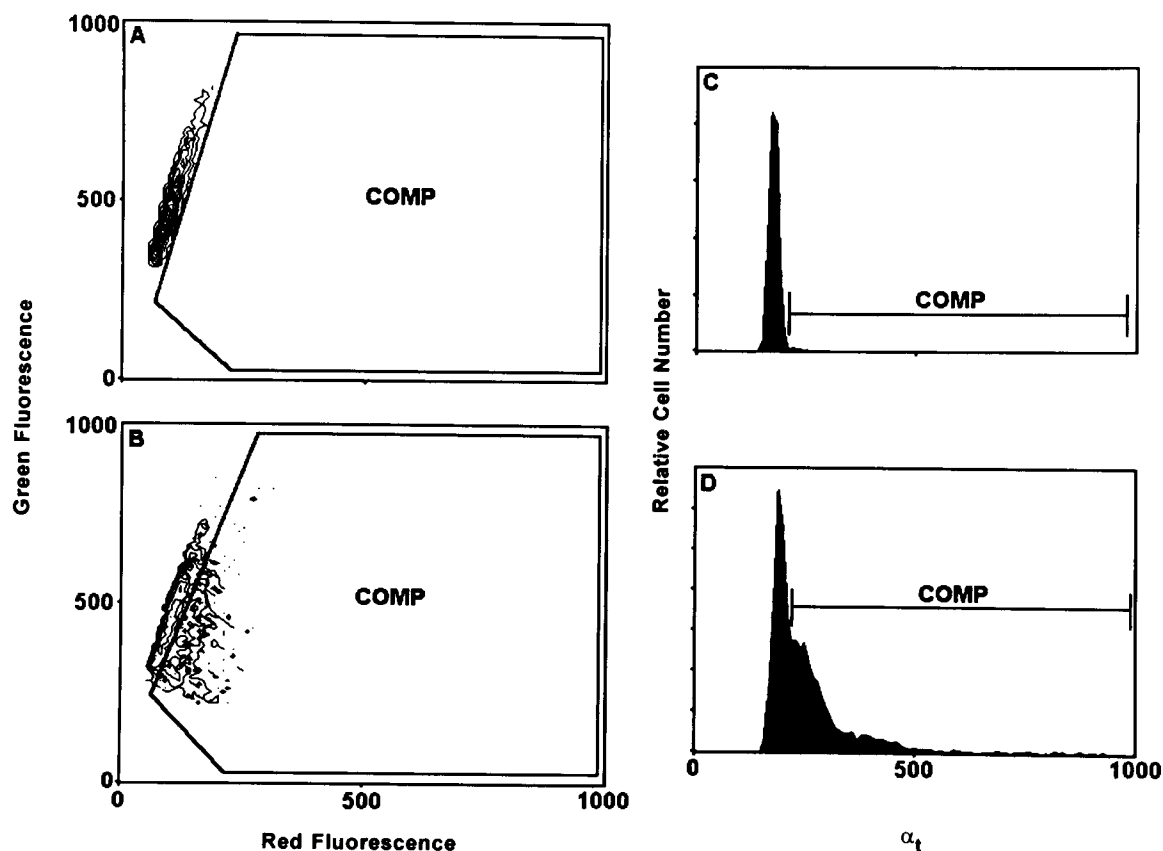 1000
A
500
COMP
0
Green Fluorescence
1000
B
500
COMP
0
0
500
1000
Red Fluorescence
C
COMP
Relative Cell Number
D
COMP
0
500
1000
αt